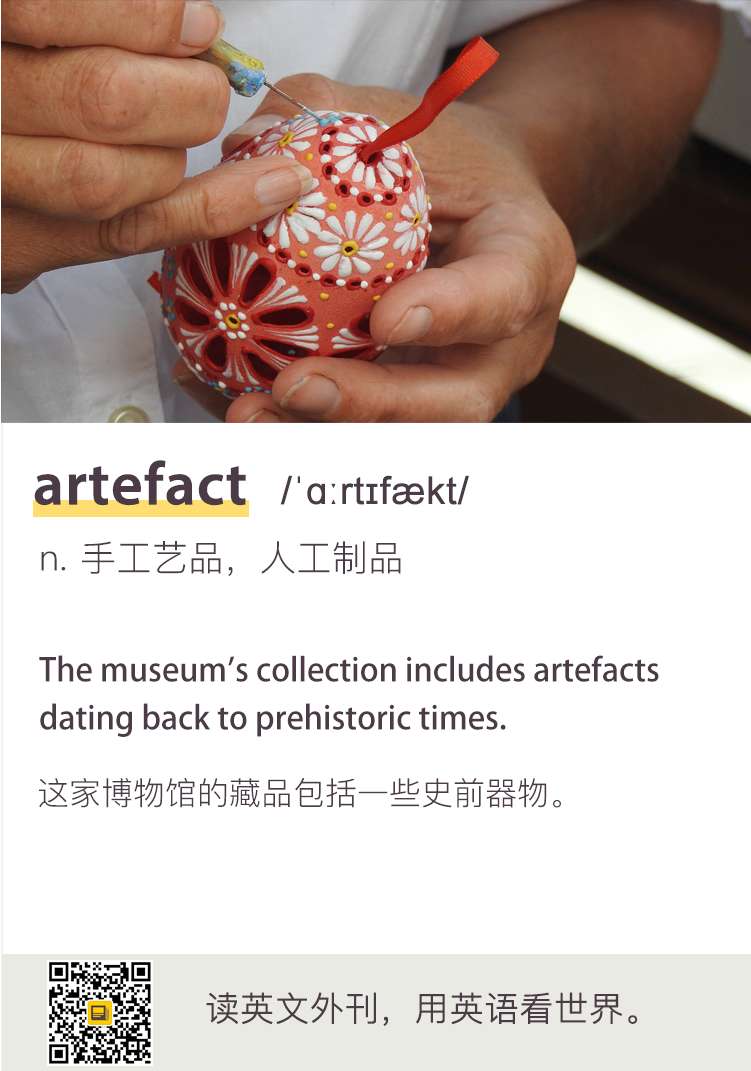 artefact /ˈɑːrtɪfækt/
n. 手工艺品，人工制品
The museum’s collection includes artefacts
dating back to prehistoric times.
这家博物馆的藏品包括一些史前器物。
读英文外刊，用英语看世界。